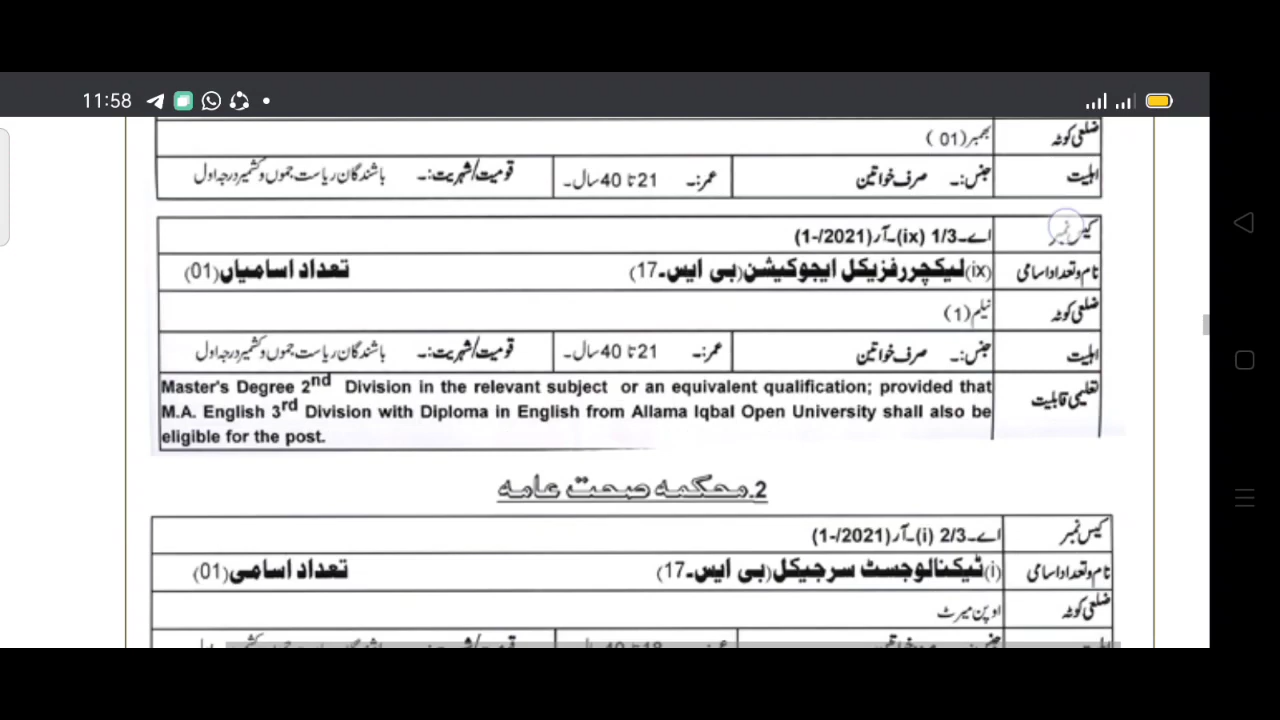 11:58
ضلعی کوٹہ بھمبر(01)
اہلیت جنس:۔ صرف خواتین عمر:۔ 21 تا 40 سال۔ قومیت/شہریت:۔ باشندگان ریاست جموں وکشمیر درجہ اول
کیس نمبر اے۔1/3 (ix)۔آر(2021/-1)
نام وتعداد اسامی (ix)لیکچرر فزیکل ایجوکیشن(بی ایس۔17) تعداد اسامیاں(01)
ضلعی کوٹہ نیلم(1)
اہلیت جنس:۔ صرف خواتین عمر:۔ 21 تا 40 سال۔ قومیت/شہریت:۔ باشندگان ریاست جموں وکشمیر درجہ اول
تعلیمی قابلیت Master's Degree 2nd Division in the relevant subject or an equivalent qualification; provided that
M.A. English 3rd Division with Diploma in English from Allama Iqbal Open University shall also be
eligible for the post.
2.محکمہ صحت عامہ
کیس نمبر اے۔2/3 (i)۔آر(2021/-1)
نام وتعداد اسامی (i)ٹیکنالوجسٹ سرجیکل(بی ایس۔17) تعداد اسامی(01)
ضلعی کوٹہ اوپن میرٹ